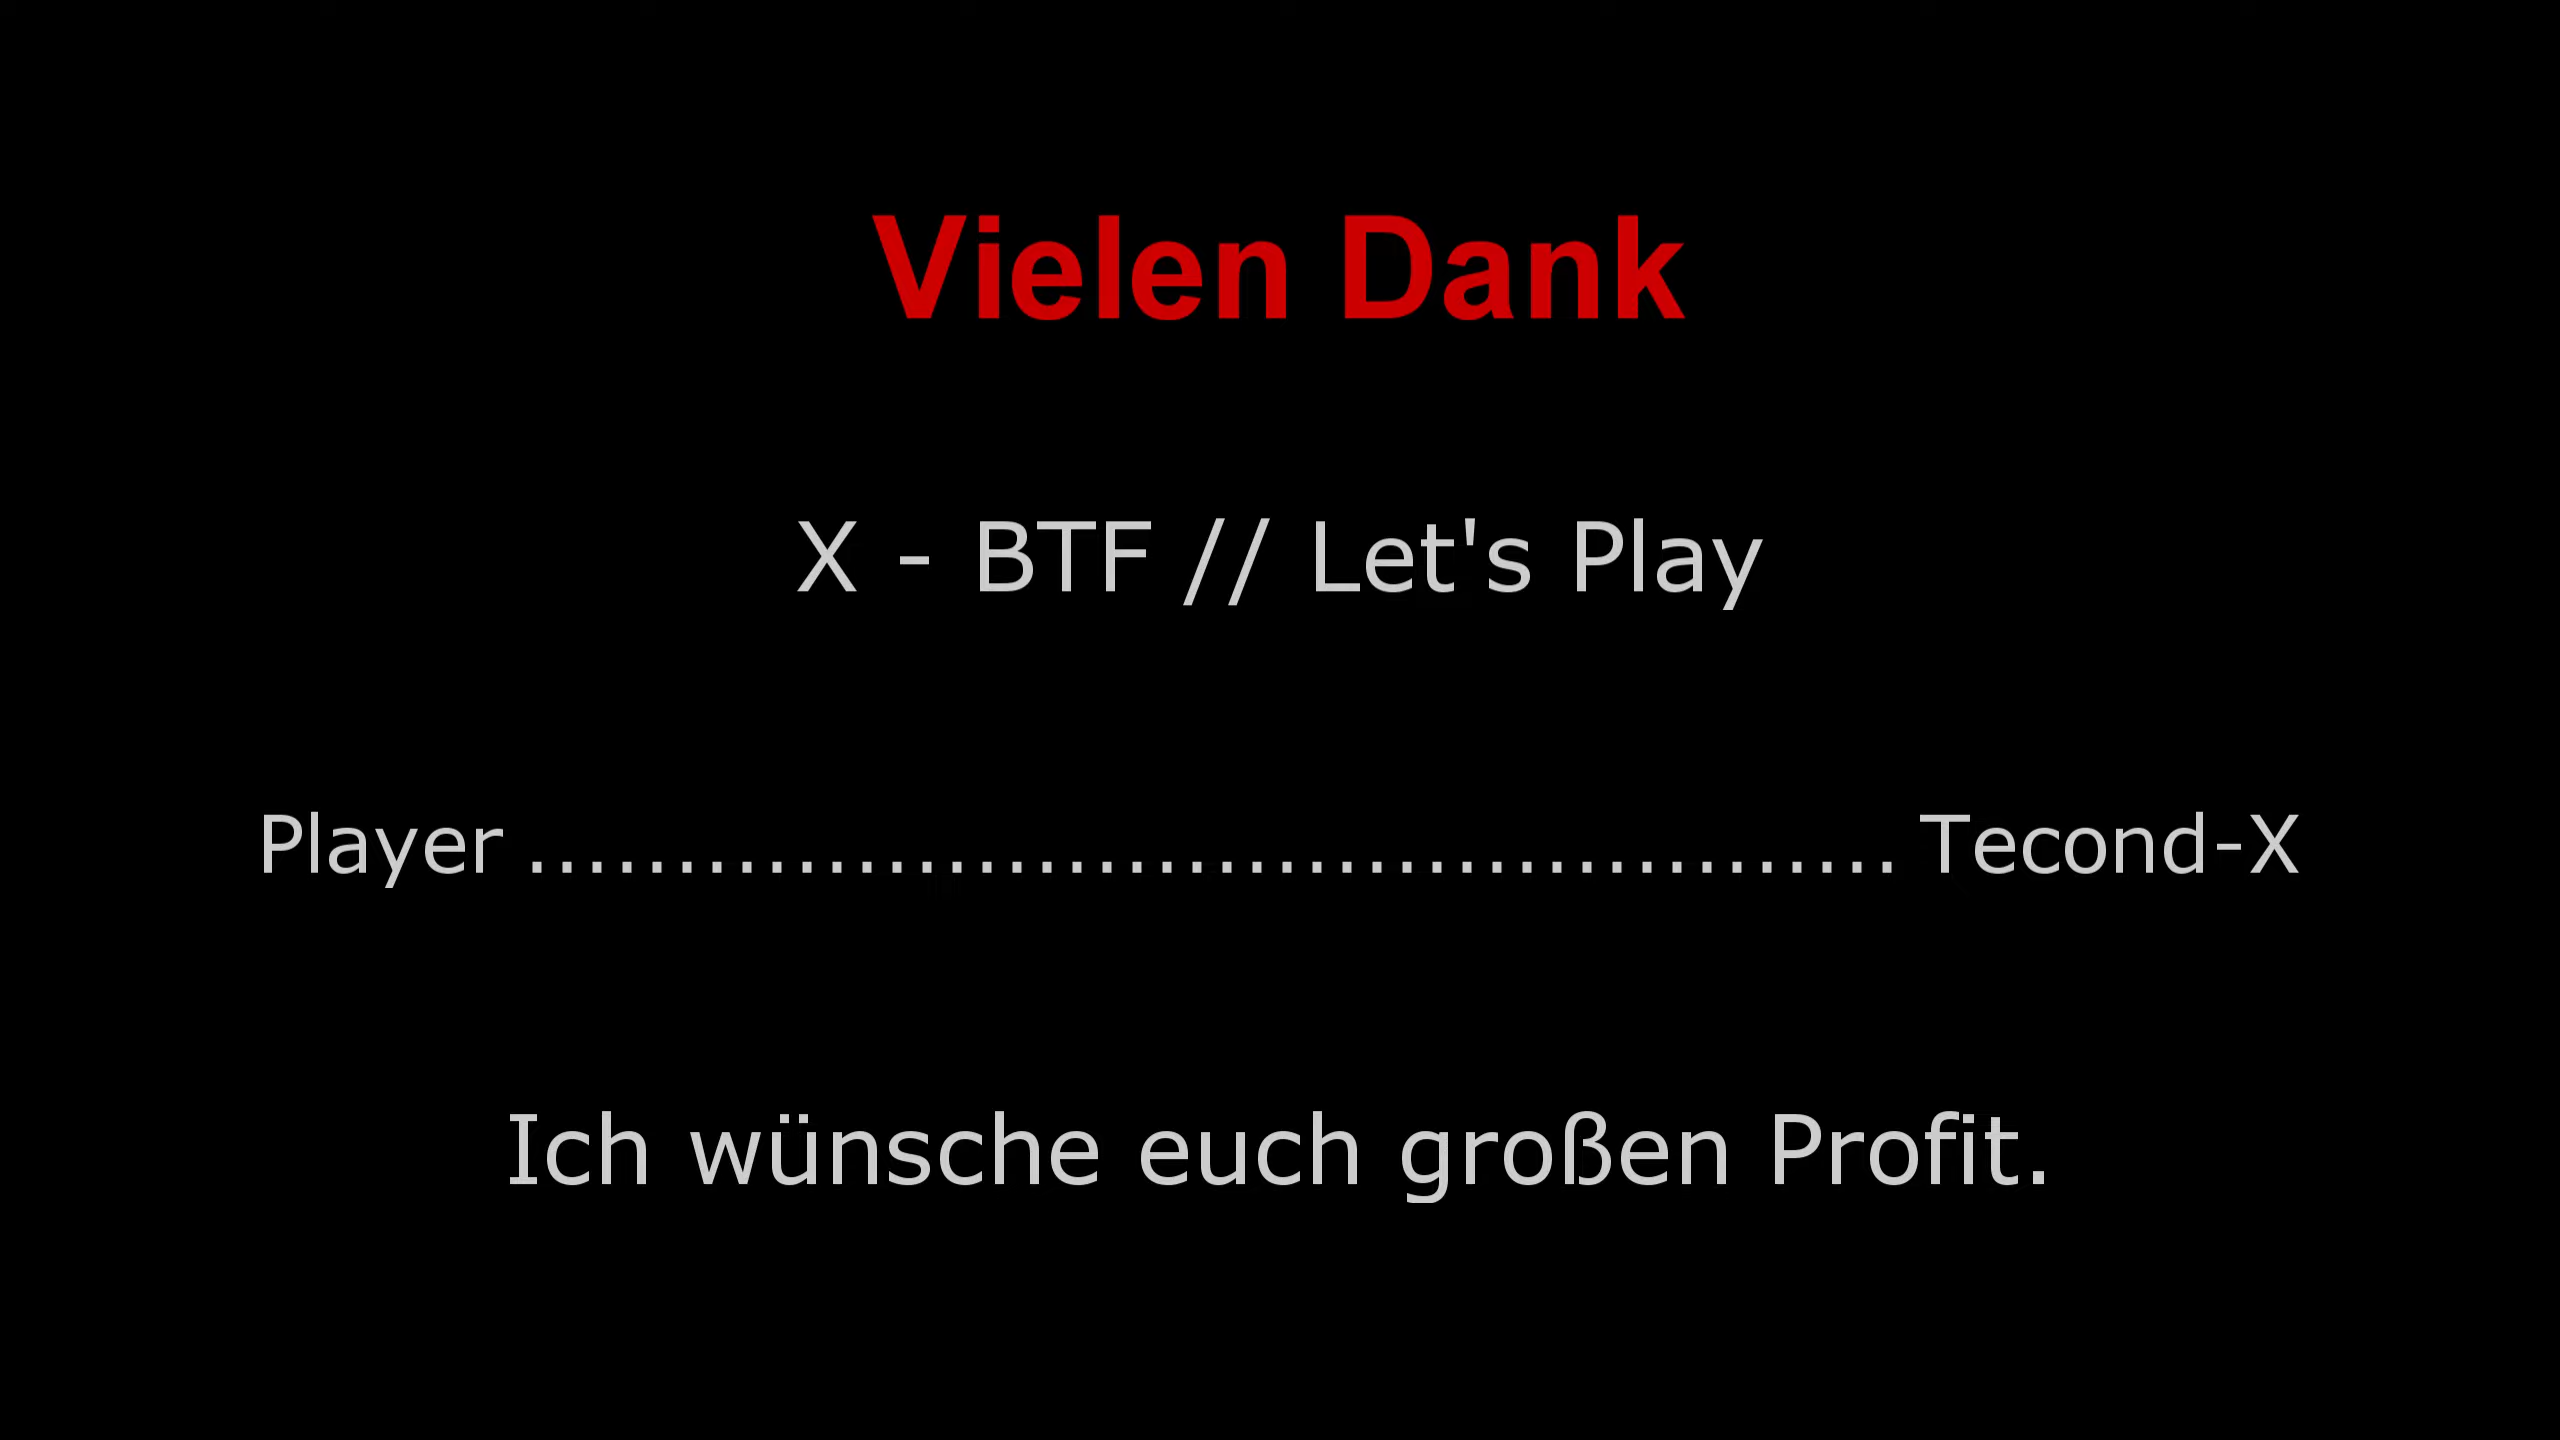 Vielen Dank
X - BTF // Let's Play
Player .............................................. Tecond-X
Ich wünsche euch großen Profit.